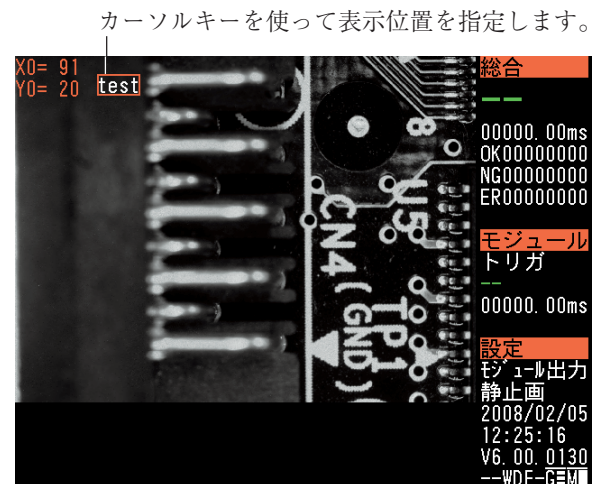 カーソルキーを使って表示位置を指定します。
X0= 91
Y0= 20
test
総合
--
00000.00ms
OK00000000
NG00000000
ER00000000
モジュール
トリガ
--
00000.00ms
設定
ﾓｼﾞｭｰﾙ出力
静止画
2008/02/05
12:25:16
V6.00.0130
--WDF-G
8
U5
CN4(GND)
TP1